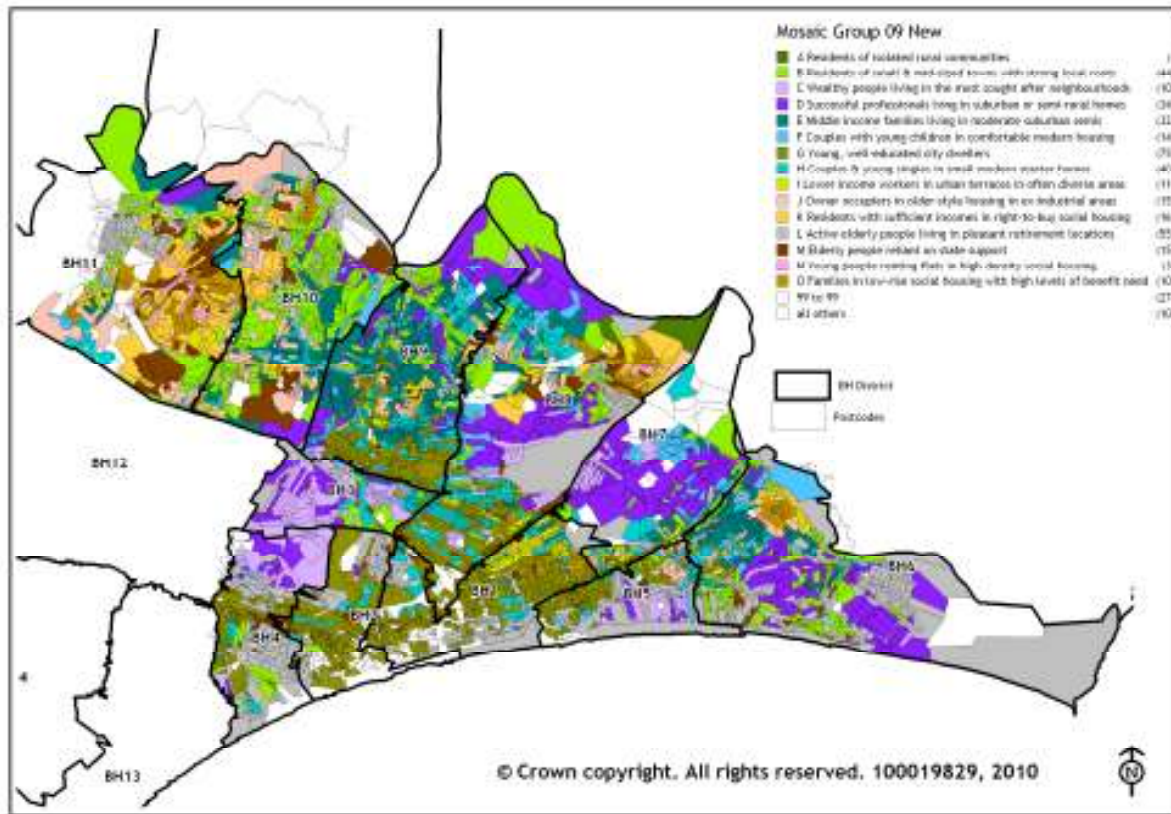 Mosaic Group 09 New
A Residents of isolated rural communities
B Residents of small & mid-sized towns with strong local roots
C Wealthy people living in the most sought after neighbourhoods
D Successful professionals living in suburban or semi-rural homes
E Middle income families living in moderate suburban semis
F Couples with young children in comfortable modern housing
G Young, well-educated city dwellers
H Couples & young singles in small modern starter homes
I Lower income workers in urban terraces in often diverse areas
J Owner occupiers in older-style housing in ex-industrial areas
K Residents with sufficient incomes in right-to-buy social housing
L Active elderly people living in pleasant retirement locations
M Elderly people reliant on state support
N Young people renting flats in high density social housing
O Families in low-rise social housing with high levels of benefit need
99 to 99
all others
BH District
Postcodes
BH11
BH10
BH9
BH8
BH7
BH12
BH3
BH6
BH5
BH4
4
BH13
© Crown copyright. All rights reserved. 100019829, 2010
N